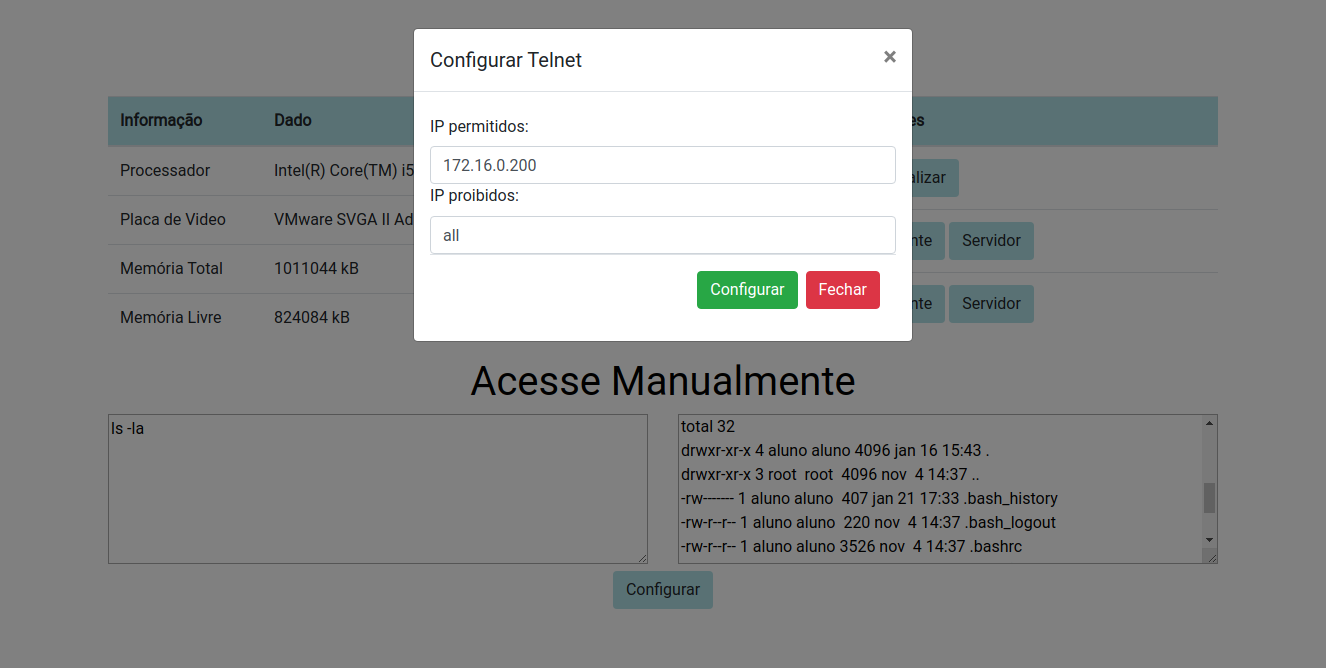 Configurar Telnet ×
IP permitidos:
172.16.0.200
IP proibidos:
all
Configurar Fechar
Informação Dado
Processador Intel(R) Core(TM) i5
Placa de Video VMware SVGA II Ad
Memória Total 1011044 kB
Memória Livre 824084 kB
Servidor
Servidor
Acesse Manualmente
ls -la
total 32
drwxr-xr-x 4 aluno aluno 4096 jan 16 15:43 .
drwxr-xr-x 3 root root 4096 nov 4 14:37 ..
-rw------- 1 aluno aluno 407 jan 21 17:33 .bash_history
-rw-r--r-- 1 aluno aluno 220 nov 4 14:37 .bash_logout
-rw-r--r-- 1 aluno aluno 3526 nov 4 14:37 .bashrc
Configurar